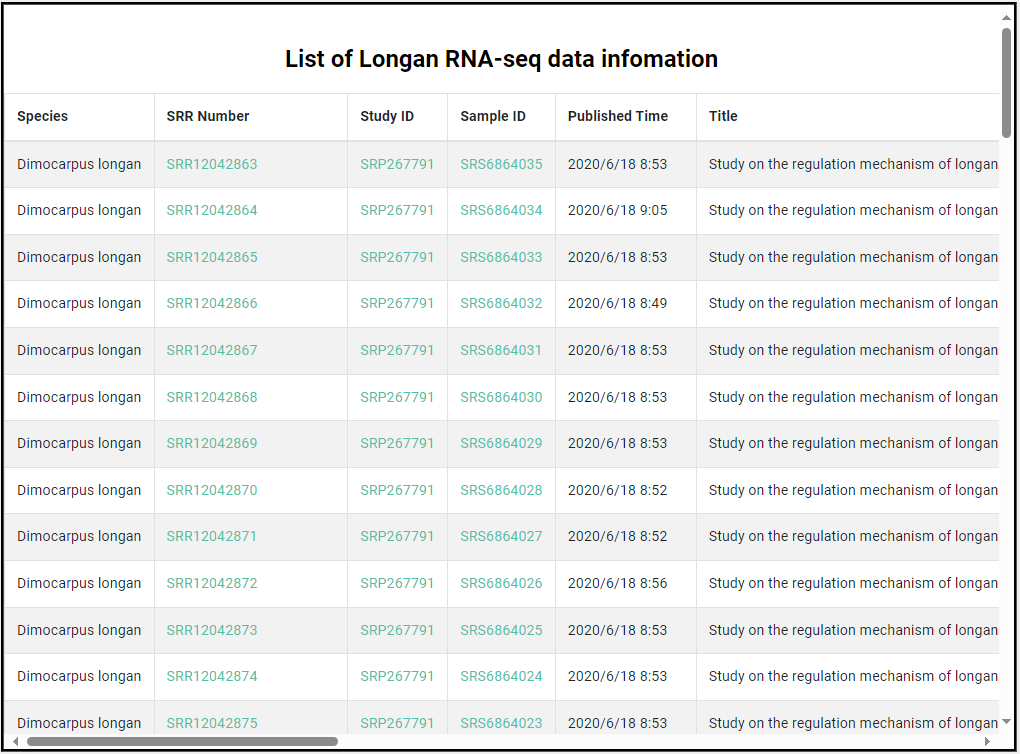 List of Longan RNA-seq data infomation
Species SRR Number Study ID Sample ID Published Time Title
Dimocarpus longan SRR12042863 SRP267791 SRS6864035 2020/6/18 8:53 Study on the regulation mechanism of longan
Dimocarpus longan SRR12042864 SRP267791 SRS6864034 2020/6/18 9:05 Study on the regulation mechanism of longan
Dimocarpus longan SRR12042865 SRP267791 SRS6864033 2020/6/18 8:53 Study on the regulation mechanism of longan
Dimocarpus longan SRR12042866 SRP267791 SRS6864032 2020/6/18 8:49 Study on the regulation mechanism of longan
Dimocarpus longan SRR12042867 SRP267791 SRS6864031 2020/6/18 8:53 Study on the regulation mechanism of longan
Dimocarpus longan SRR12042868 SRP267791 SRS6864030 2020/6/18 8:53 Study on the regulation mechanism of longan
Dimocarpus longan SRR12042869 SRP267791 SRS6864029 2020/6/18 8:53 Study on the regulation mechanism of longan
Dimocarpus longan SRR12042870 SRP267791 SRS6864028 2020/6/18 8:52 Study on the regulation mechanism of longan
Dimocarpus longan SRR12042871 SRP267791 SRS6864027 2020/6/18 8:52 Study on the regulation mechanism of longan
Dimocarpus longan SRR12042872 SRP267791 SRS6864026 2020/6/18 8:56 Study on the regulation mechanism of longan
Dimocarpus longan SRR12042873 SRP267791 SRS6864025 2020/6/18 8:53 Study on the regulation mechanism of longan
Dimocarpus longan SRR12042874 SRP267791 SRS6864024 2020/6/18 8:53 Study on the regulation mechanism of longan
Dimocarpus longan SRR12042875 SRP267791 SRS6864023 2020/6/18 8:53 Study on the regulation mechanism of longan